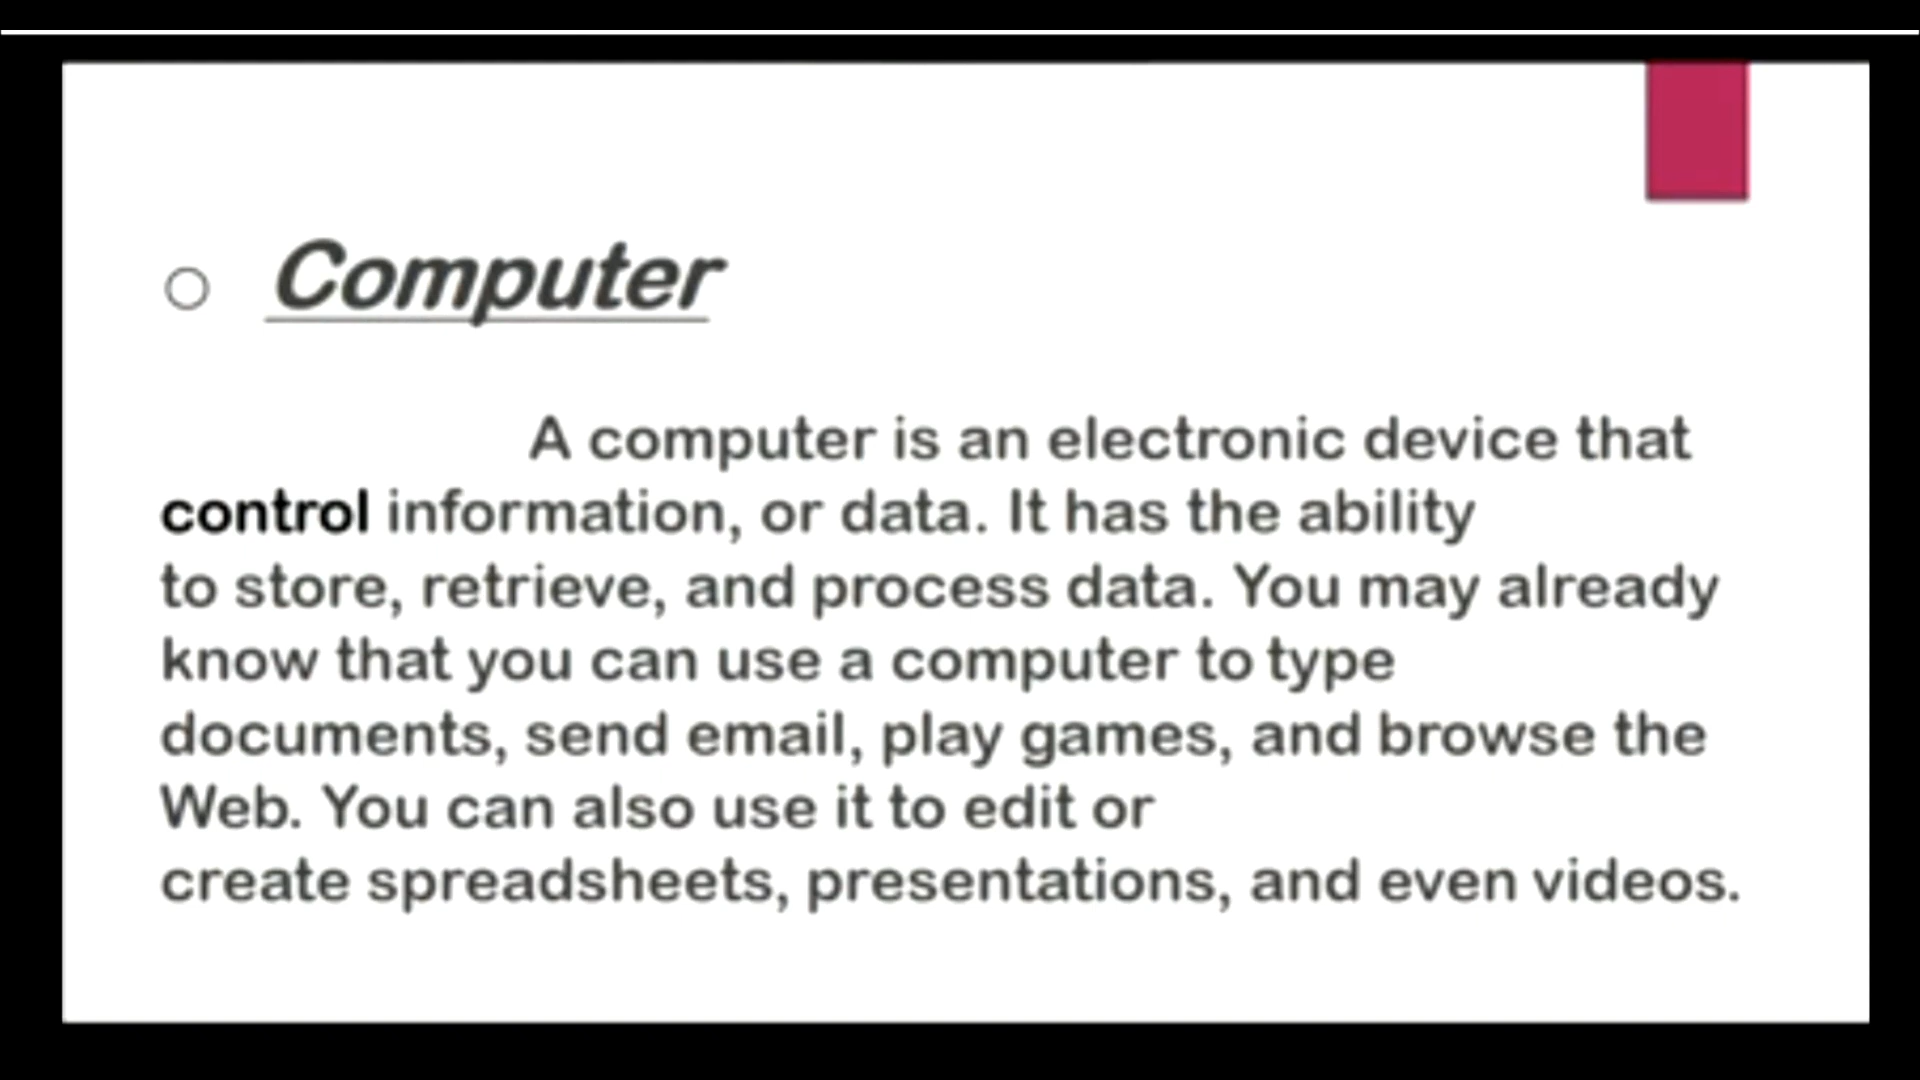 Computer
A computer is an electronic device that
control information, or data. It has the ability
to store, retrieve, and process data. You may already
know that you can use a computer to type
documents, send email, play games, and browse the
Web. You can also use it to edit or
create spreadsheets, presentations, and even videos.